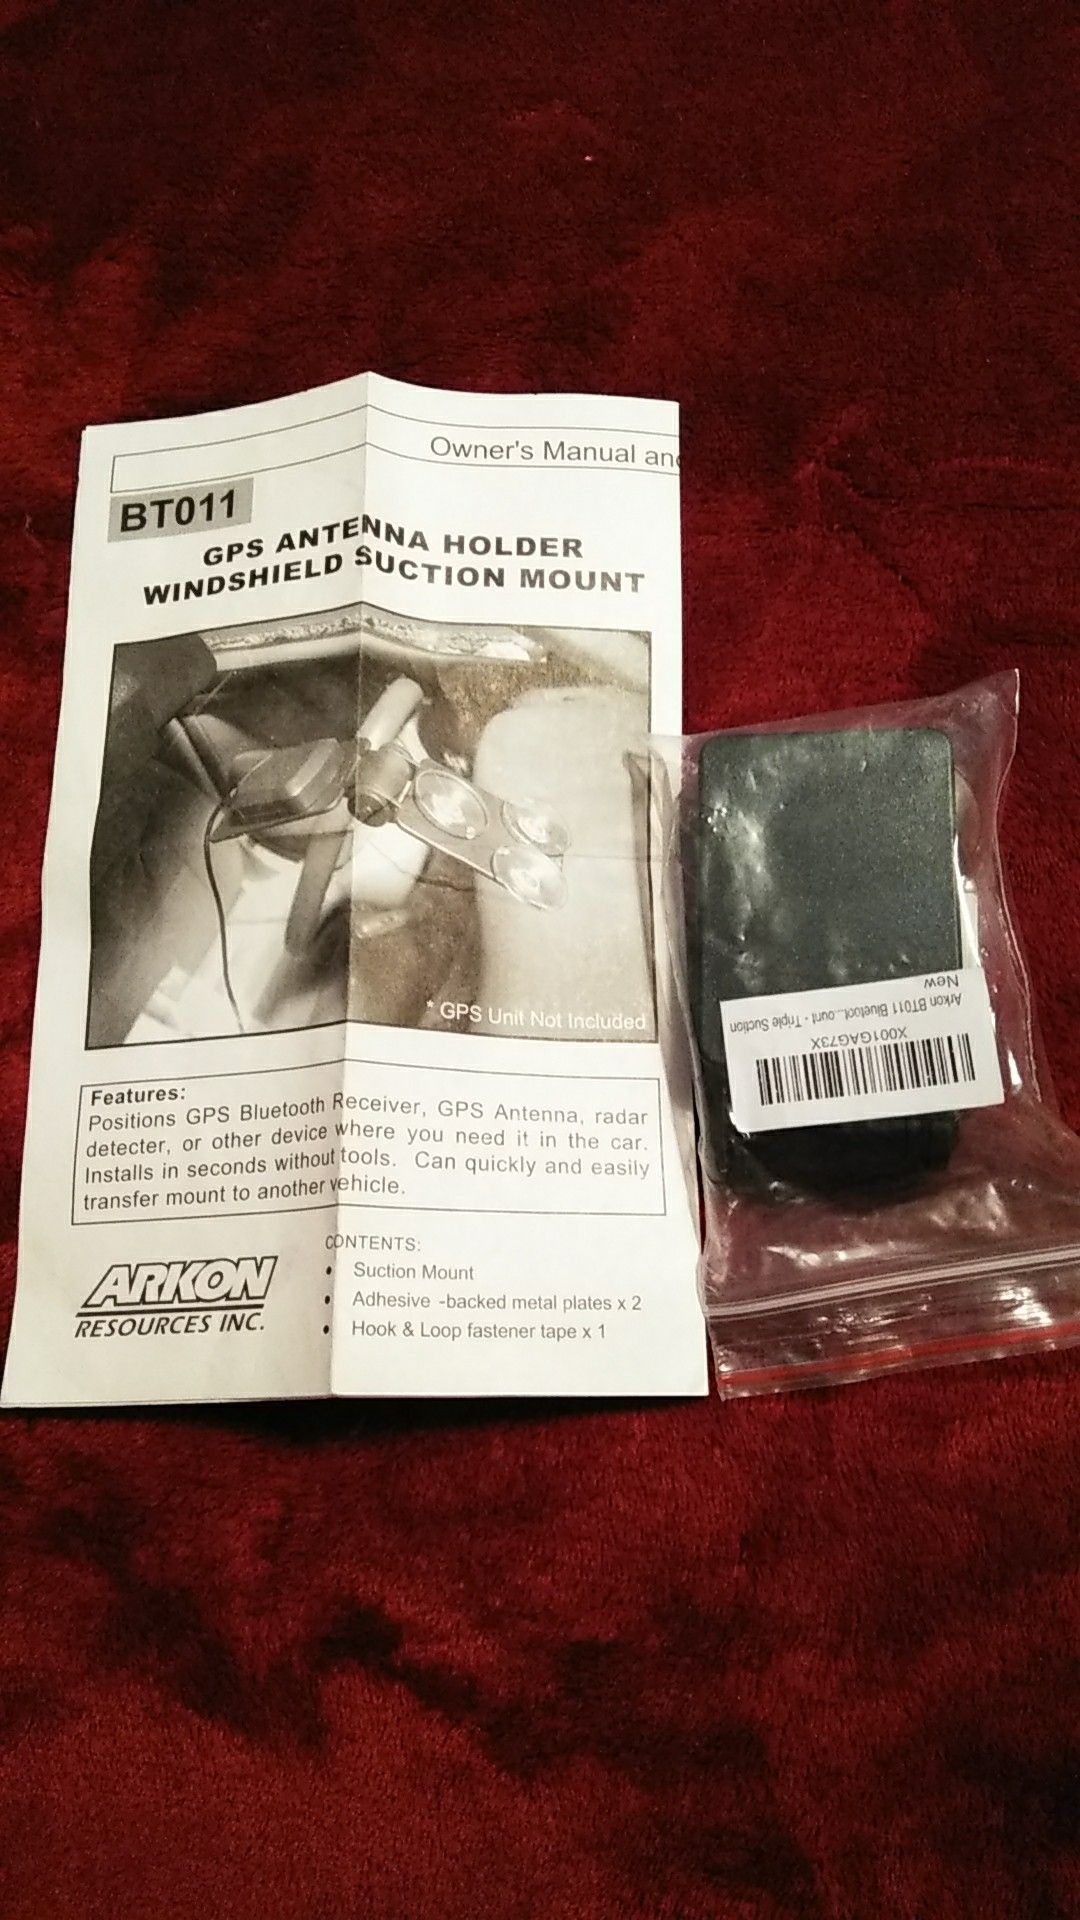 Owner's Manual and
BT011
GPS ANTENNA HOLDER
WINDSHIELD SUCTION MOUNT
* GPS Unit Not Included
Features:
Positions GPS Bluetooth Receiver, GPS Antenna, radar
detecter, or other device where you need it in the car.
Installs in seconds without tools. Can quickly and easily
transfer mount to another vehicle.
ARKON
RESOURCES INC.
CONTENTS:
• Suction Mount
• Adhesive -backed metal plates x 2
• Hook & Loop fastener tape x 1
X001GAG73X
Arkon BT011 Bluetoot...ount - Triple Suction
New